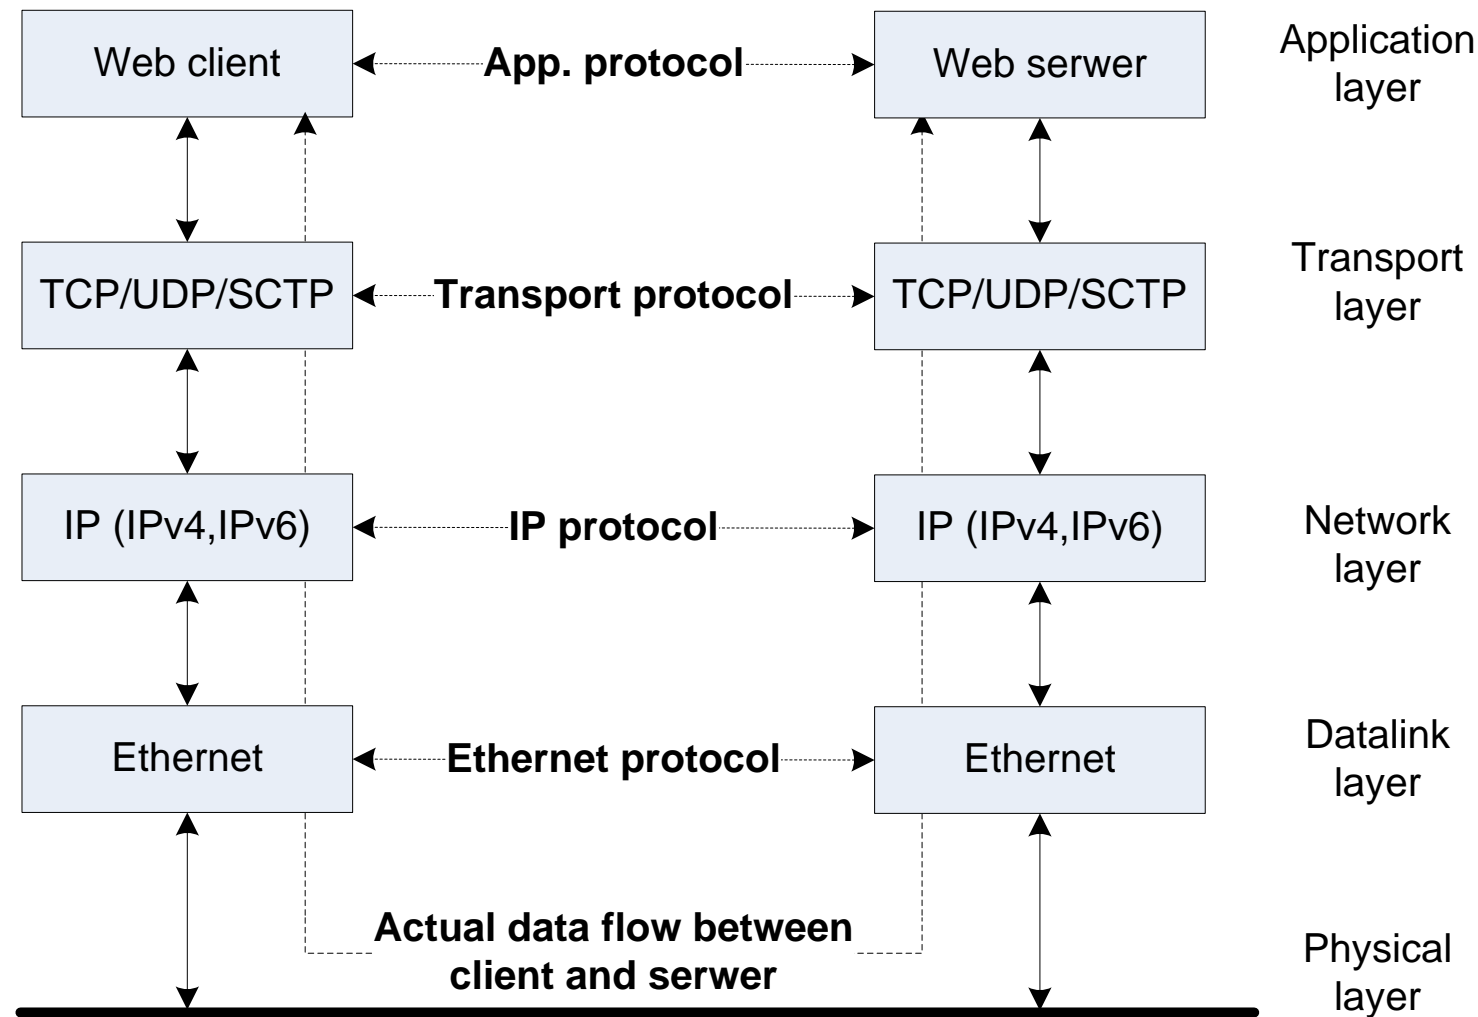 Web client
App. protocol
Web serwer
Application
layer
TCP/UDP/SCTP
Transport protocol
TCP/UDP/SCTP
Transport
layer
IP (IPv4,IPv6)
IP protocol
IP (IPv4,IPv6)
Network
layer
Ethernet
Ethernet protocol
Ethernet
Datalink
layer
Actual data flow between
client and serwer
Physical
layer